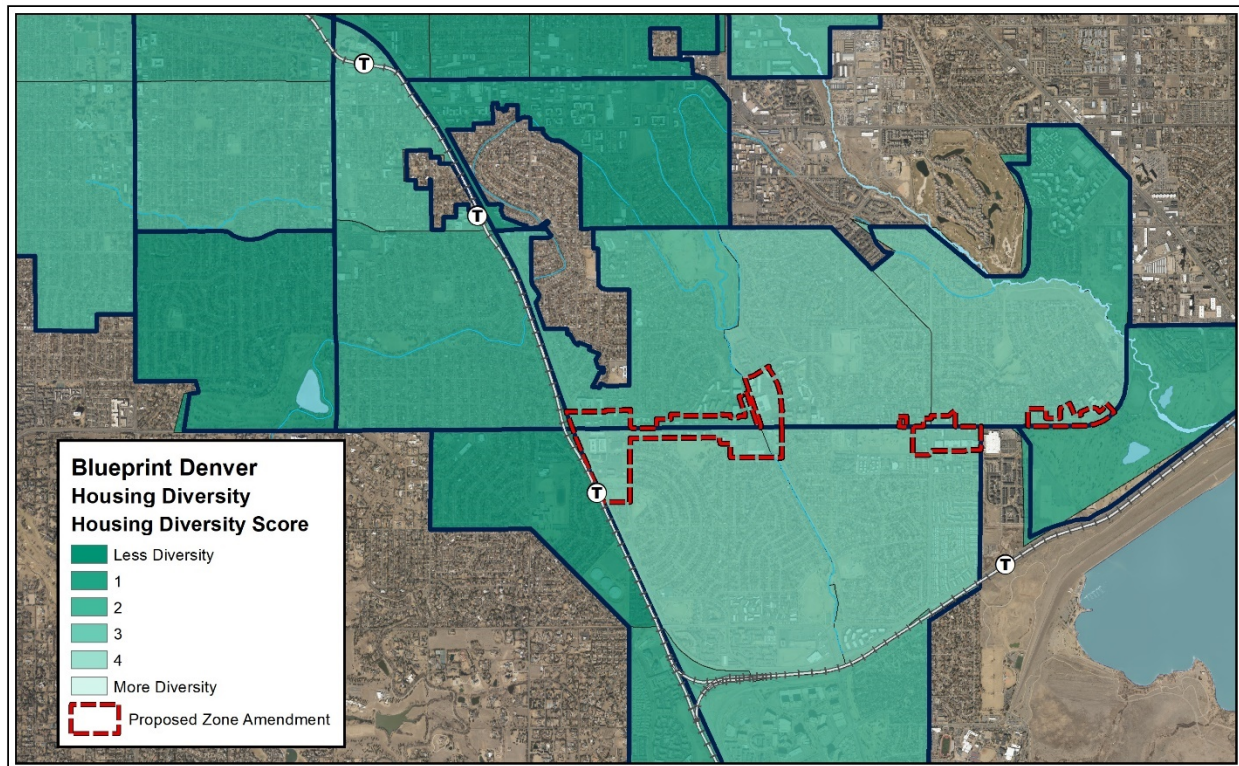 T
T
T
T
Blueprint Denver
Housing Diversity
Housing Diversity Score
Less Diversity
1
2
3
4
More Diversity
Proposed Zone Amendment